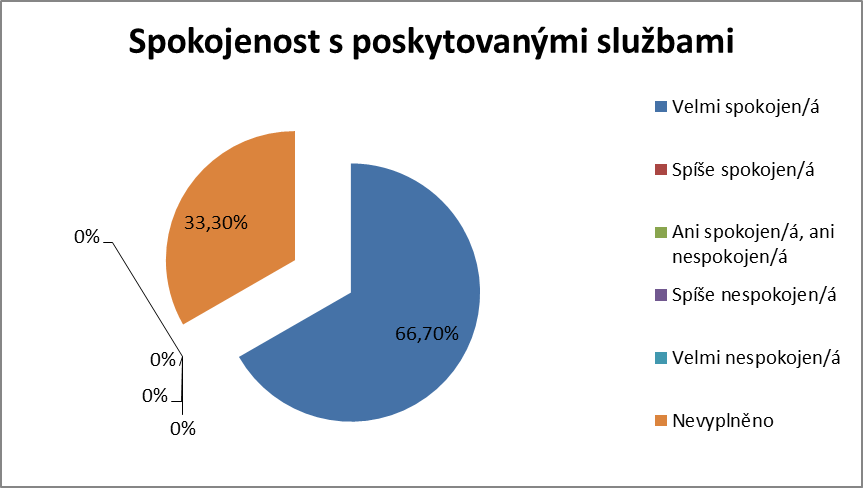 Spokojenost s poskytovanými službami
Velmi spokojen/á
Spíše spokojen/á
Ani spokojen/á, ani
nespokojen/á
Spíše nespokojen/á
Velmi nespokojen/á
Nevyplněno
33,30%
0%
66,70%
0%
0%
0%